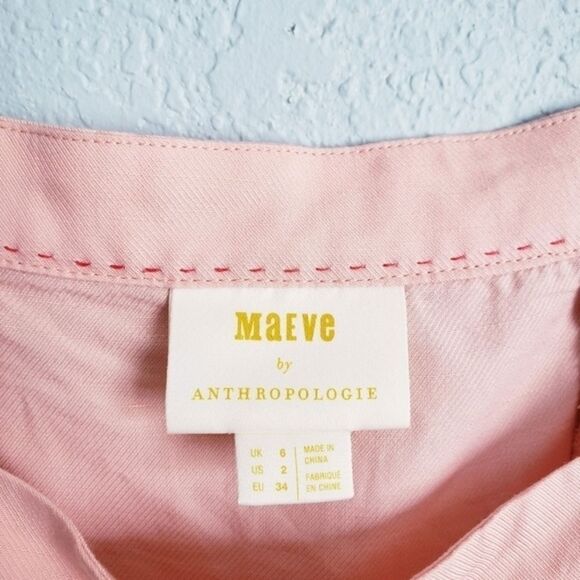 MaEve
by
ANTHROPOLOGIE
UK 6
US 2
EU 34
MADE IN
CHINA
FABRIQUÉ
EN CHINE